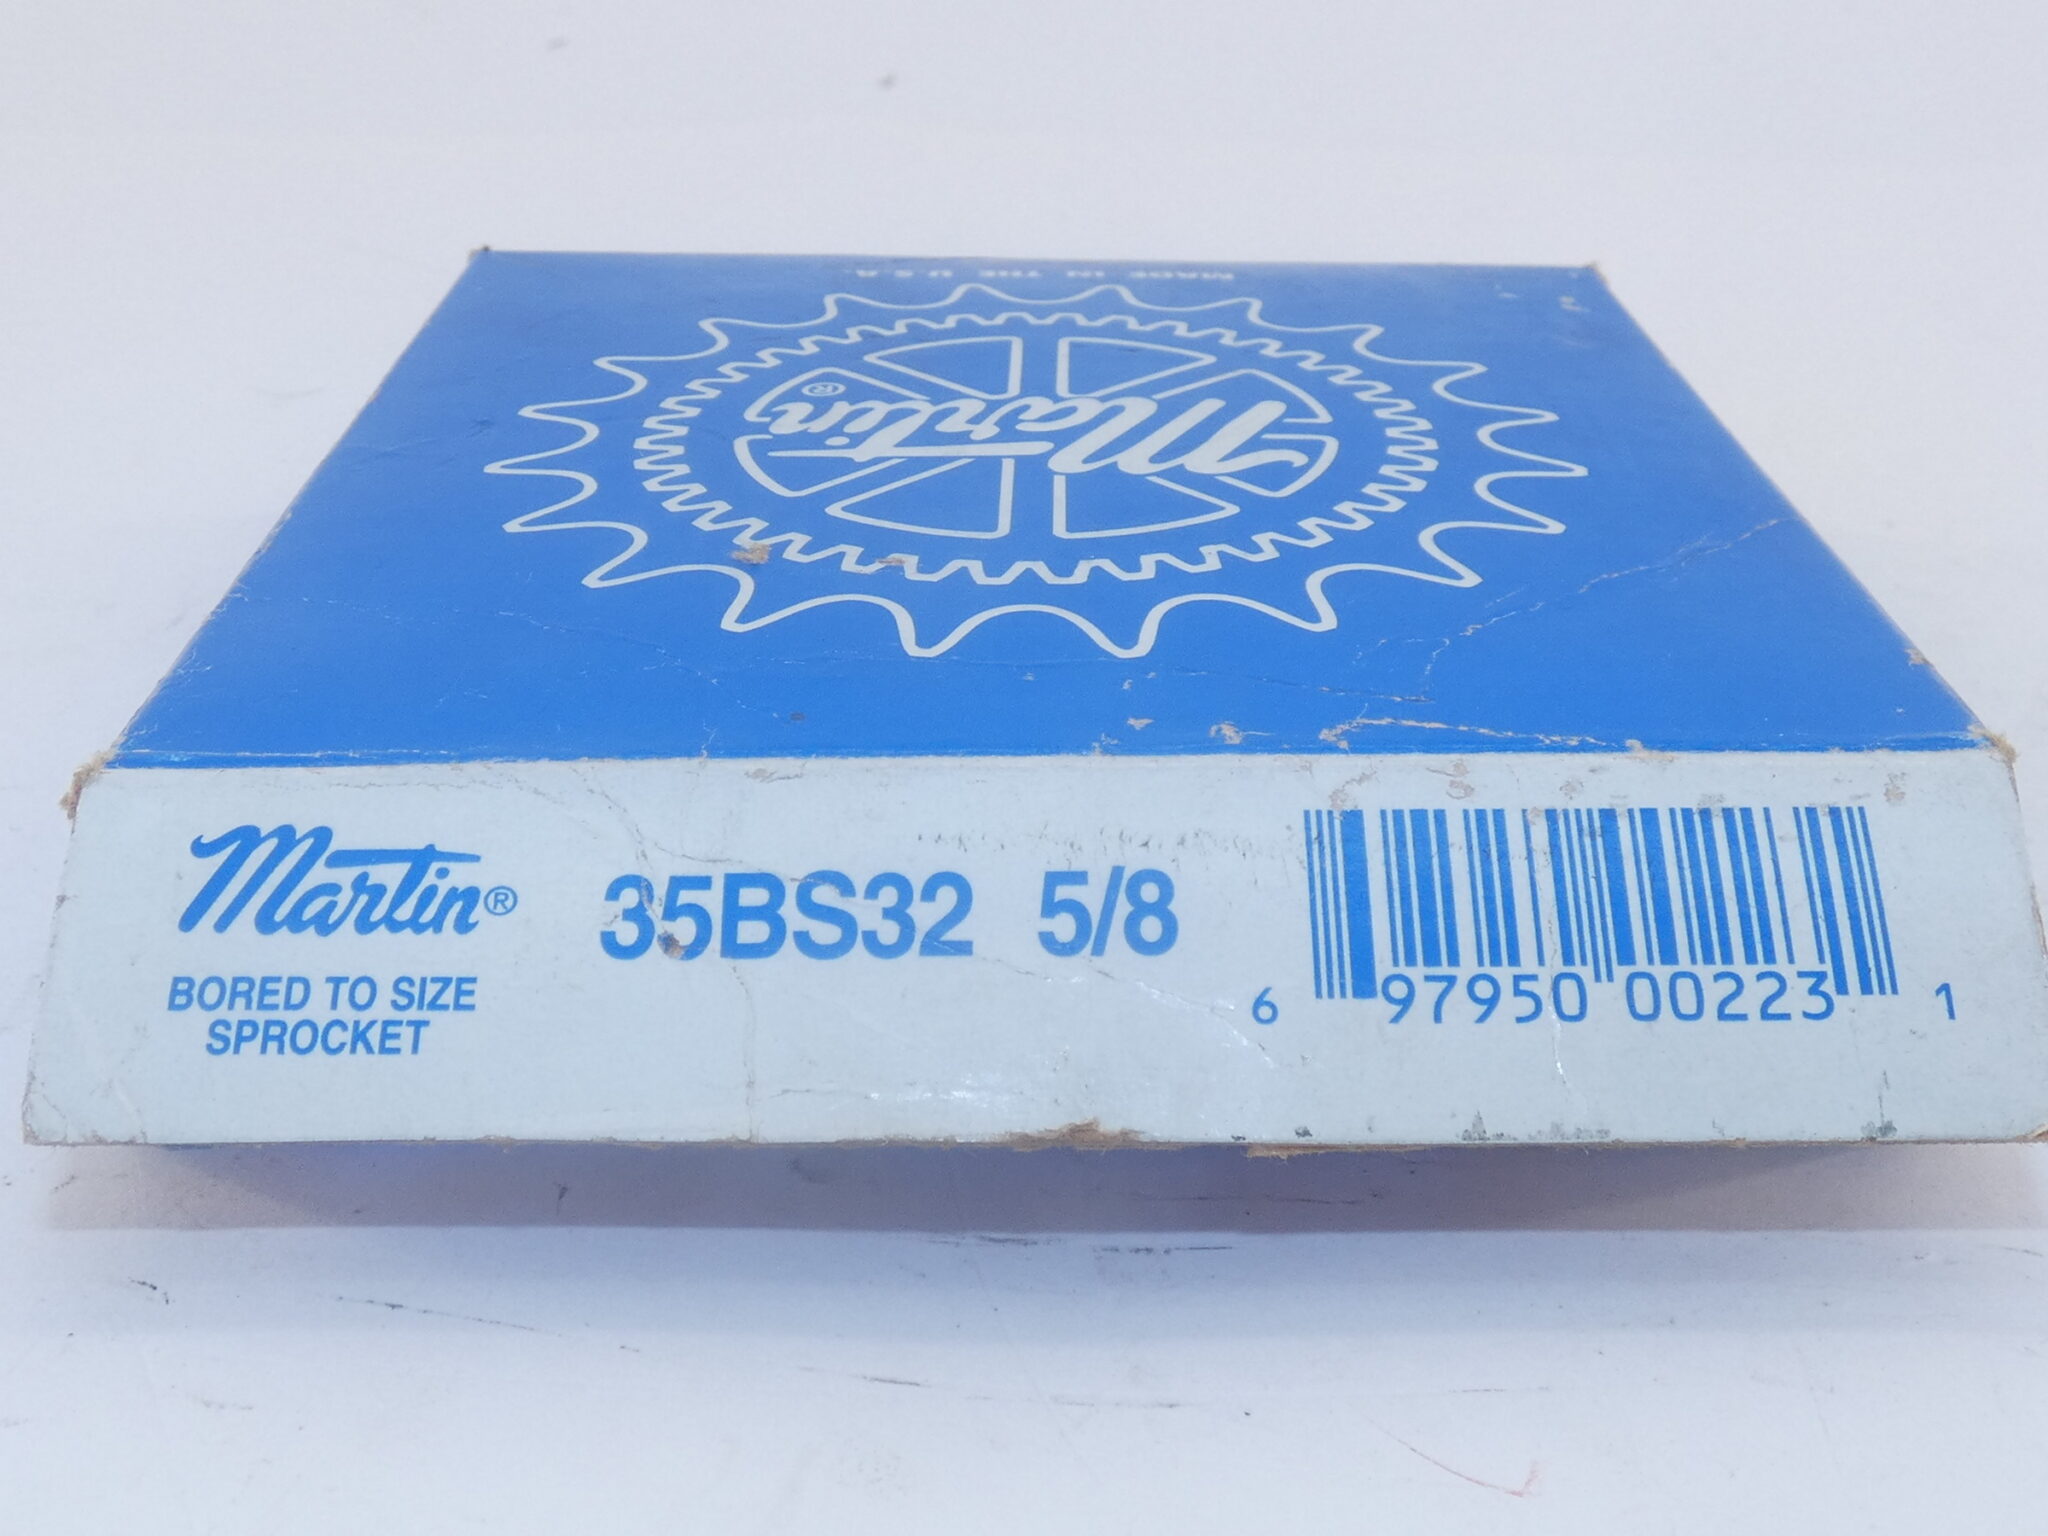 MADE IN THE U.S.A.
Martin®
Martin®
BORED TO SIZE
SPROCKET
35BS32 5/8
6 97950 00223 1